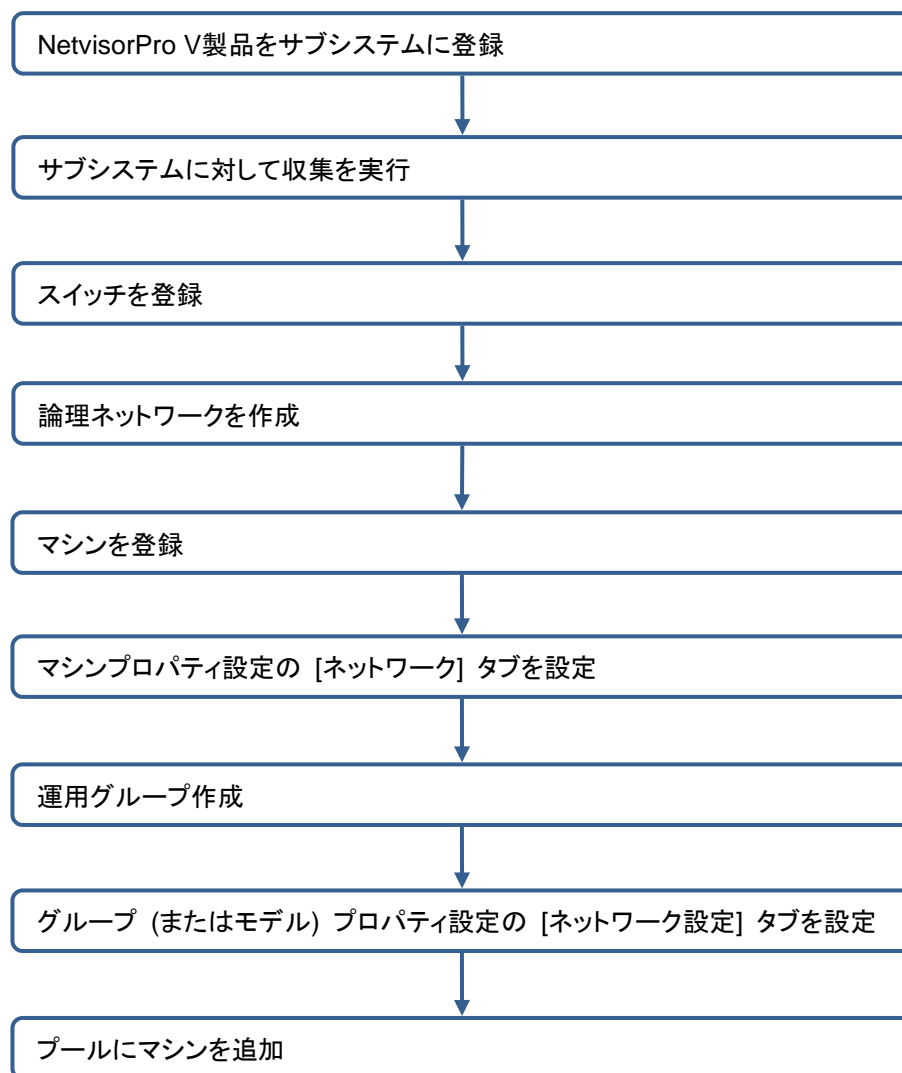 NetvisorPro V製品をサブシステムに登録
サブシステムに対して収集を実行
スイッチを登録
論理ネットワークを作成
マシンを登録
マシンプロパティ設定の [ネットワーク] タブを設定
運用グループ作成
グループ (またはモデル) プロパティ設定の [ネットワーク設定] タブを設定
プールにマシンを追加